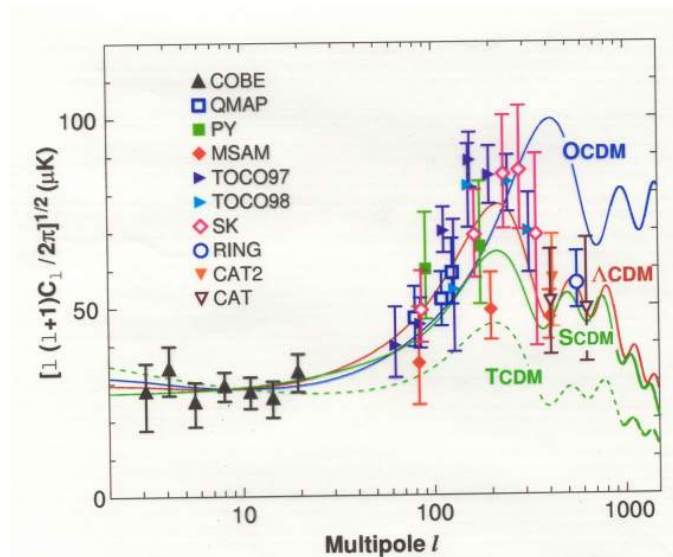 [l (l+1)C_l /2π]^1/2 (μK)
100
50
0
COBE
QMAP
PY
MSAM
TOCO97
TOCO98
SK
RING
CAT2
CAT
OCDM
ΛCDM
SCDM
TCDM
10
100
1000
Multipole l